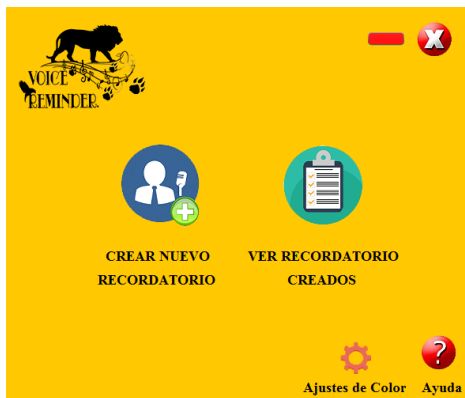 VOICE
REMINDER
CREAR NUEVO
RECORDATORIO
VER RECORDATORIO
CREADOS
Ajustes de Color
Ayuda